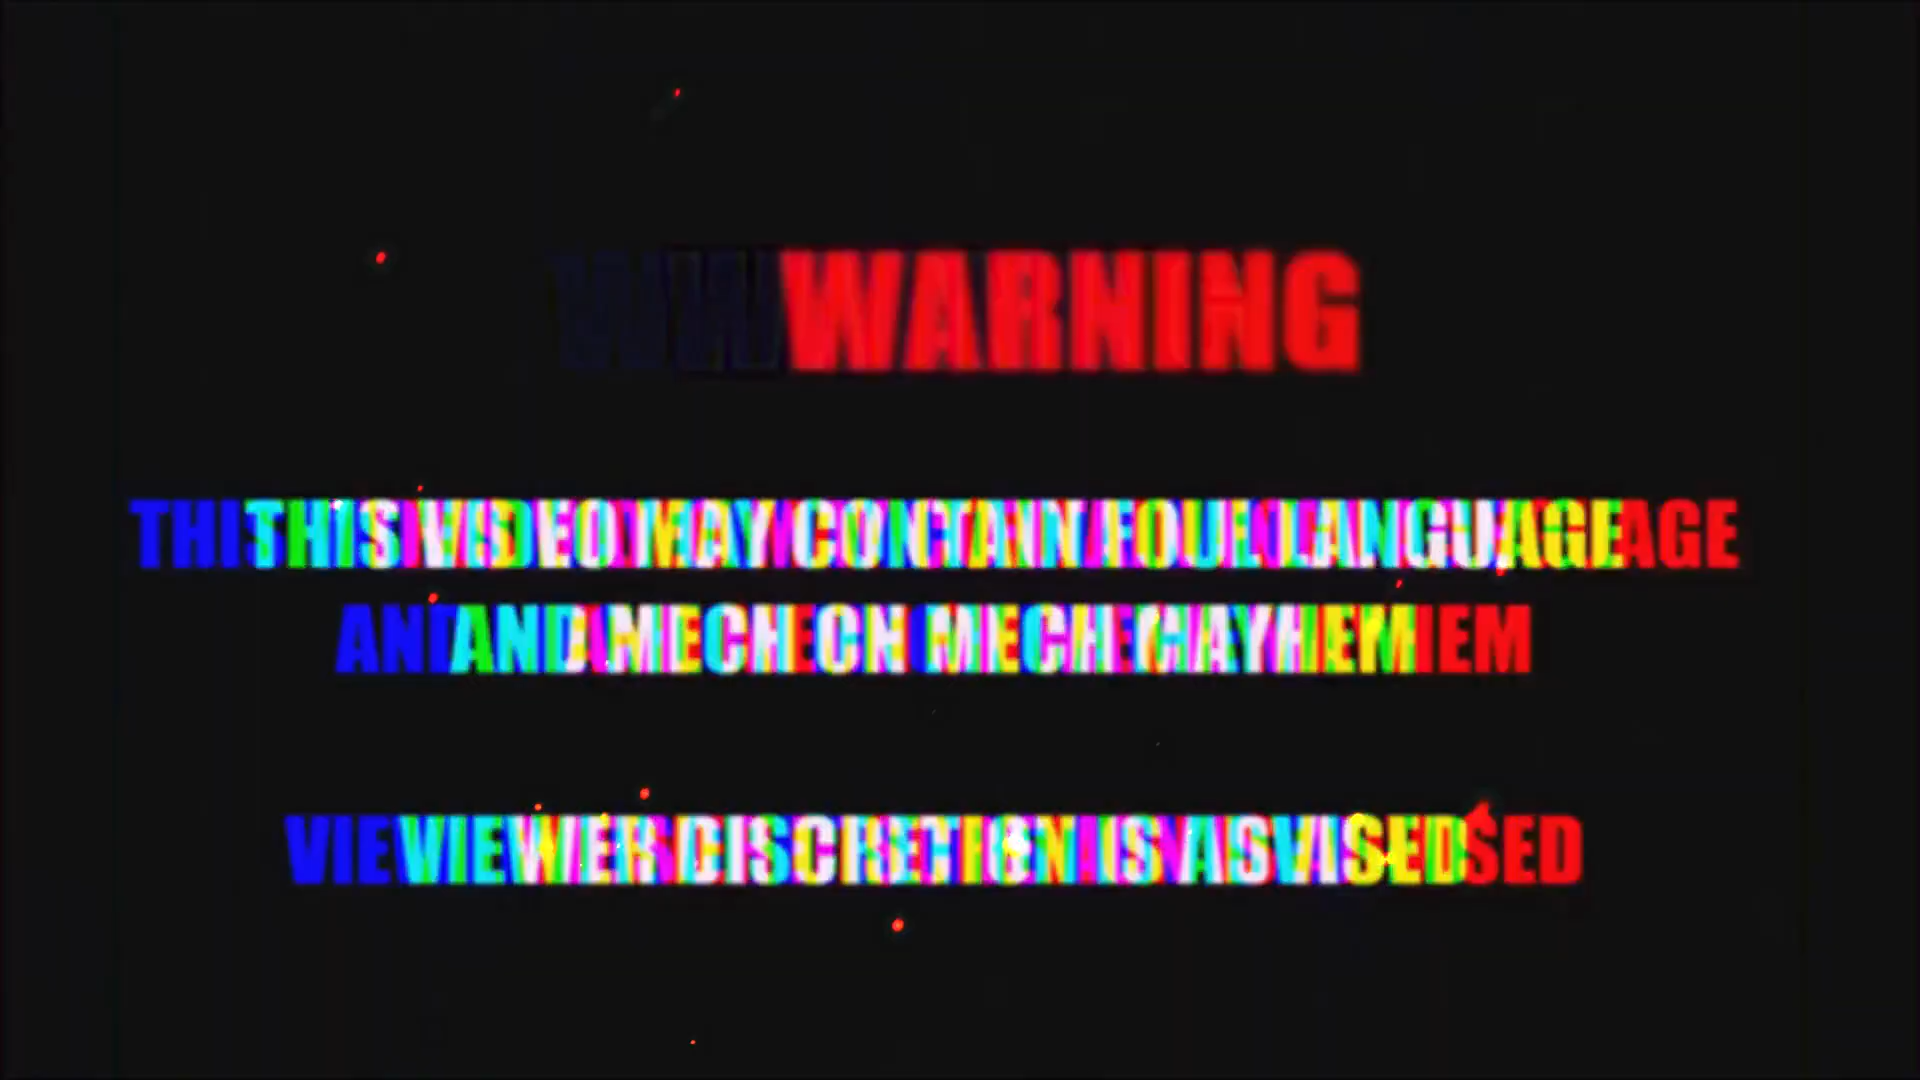 WARNING
THIS VIDEO MAY CONTAIN FOUL LANGUAGE
AND MECH ON MECH MAYHEM
VIEWER DISCRETION IS ADVISED